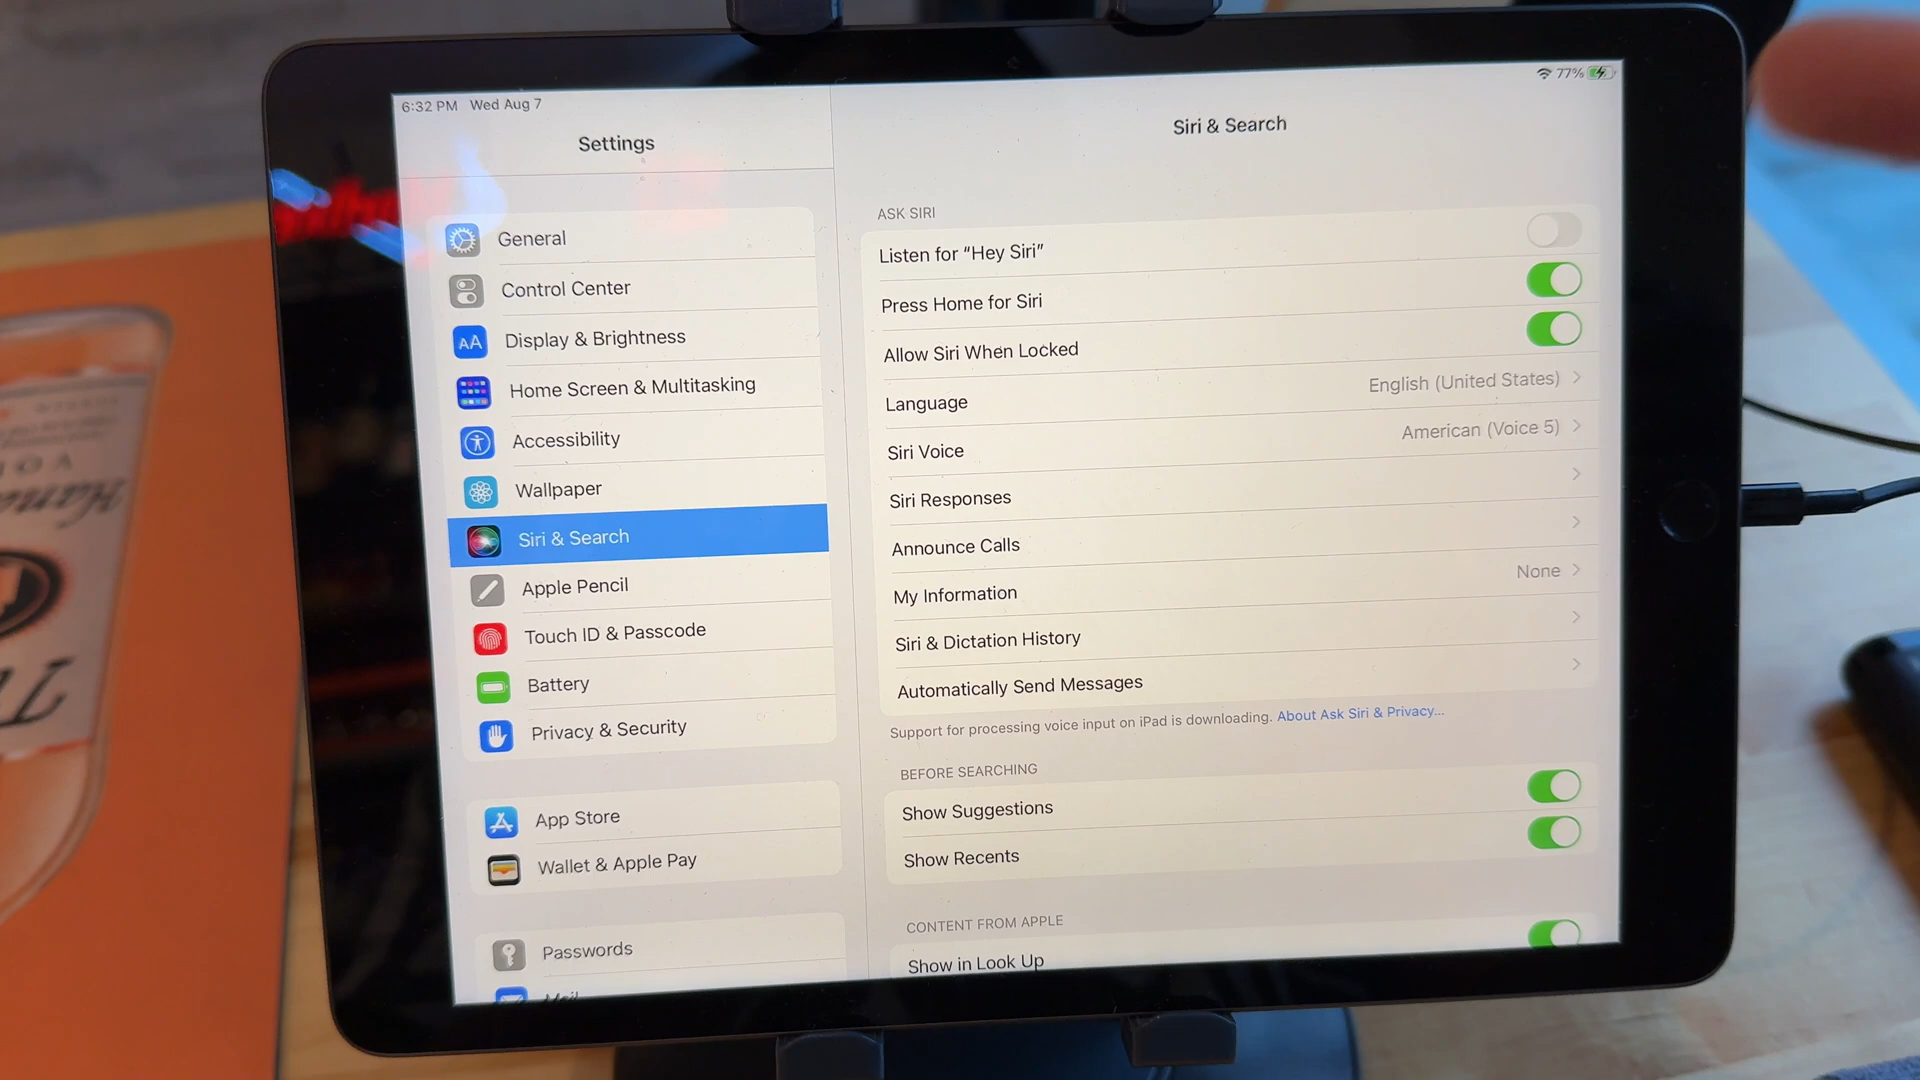 6:32 PM Wed Aug 7
77%
Settings
General
Control Center
AA Display & Brightness
Home Screen & Multitasking
Accessibility
Wallpaper
Siri & Search
Apple Pencil
Touch ID & Passcode
Battery
Privacy & Security
App Store
Wallet & Apple Pay
Passwords
Mail
Siri & Search
ASK SIRI
Listen for “Hey Siri”
Press Home for Siri
Allow Siri When Locked
Language English (United States)
Siri Voice American (Voice 5)
Siri Responses
Announce Calls
My Information None
Siri & Dictation History
Automatically Send Messages
Support for processing voice input on iPad is downloading. About Ask Siri & Privacy...
BEFORE SEARCHING
Show Suggestions
Show Recents
CONTENT FROM APPLE
Show in Look Up